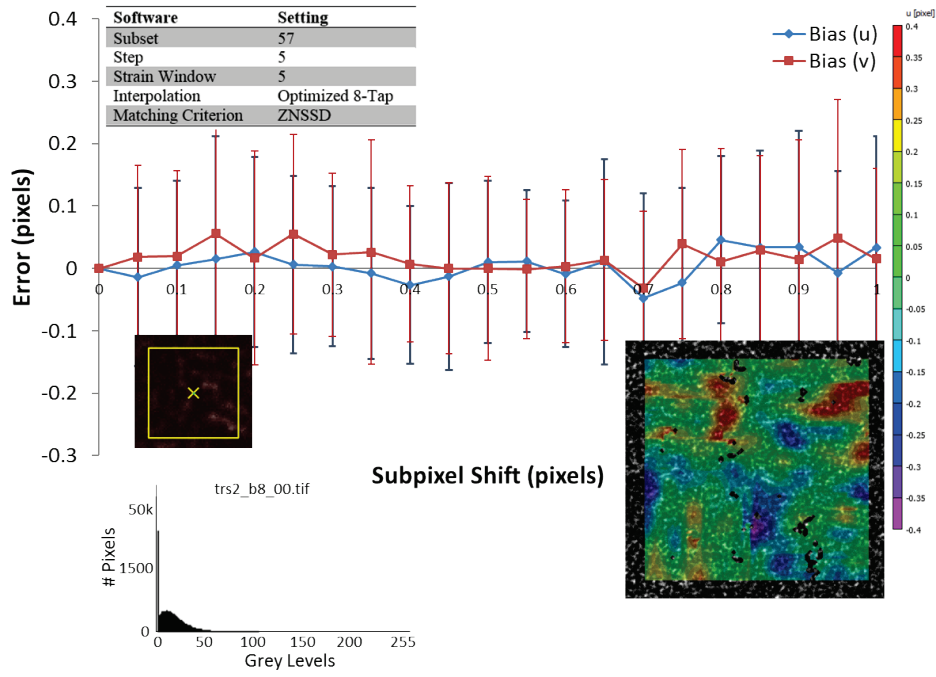 Software Setting
Subset 57
Step 5
Strain Window 5
Interpolation Optimized 8-Tap
Matching Criterion ZNSSD
Bias (u)
Bias (v)
u [pixel]
0.4
0.35
0.3
0.25
0.2
0.15
0.1
0.05
0
-0.05
-0.1
-0.15
-0.2
-0.25
-0.3
-0.35
-0.4
Error (pixels)
0.4
0.3
0.2
0.1
0
-0.1
-0.2
-0.3
0 0.1 0.2 0.3 0.4 0.5 0.6 0.7 0.8 0.9 1
Subpixel Shift (pixels)
trs2_b8_00.tif
# Pixels
50k
1500
0
0 50 100 150 200 255
Grey Levels